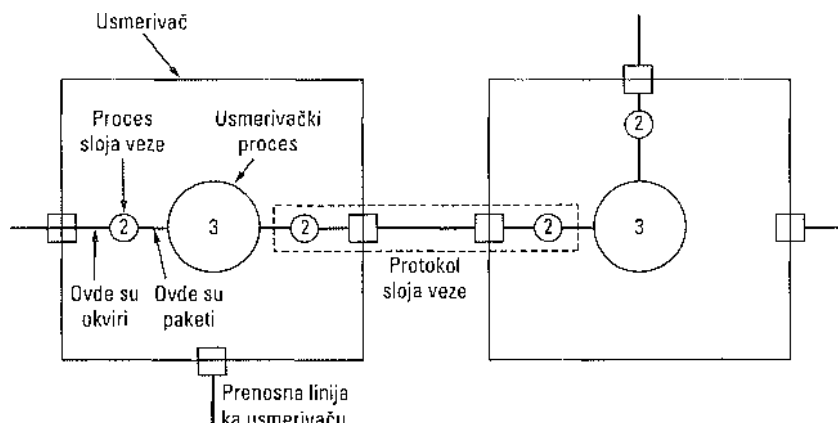 Usmerivač
Proces
sloja veze
Usmerivački
proces
2
2
3
2
2
3
Ovde su
okviri
Ovde su
paketi
Protokol
sloja veze
Prenosna linija
ka usmerivaču